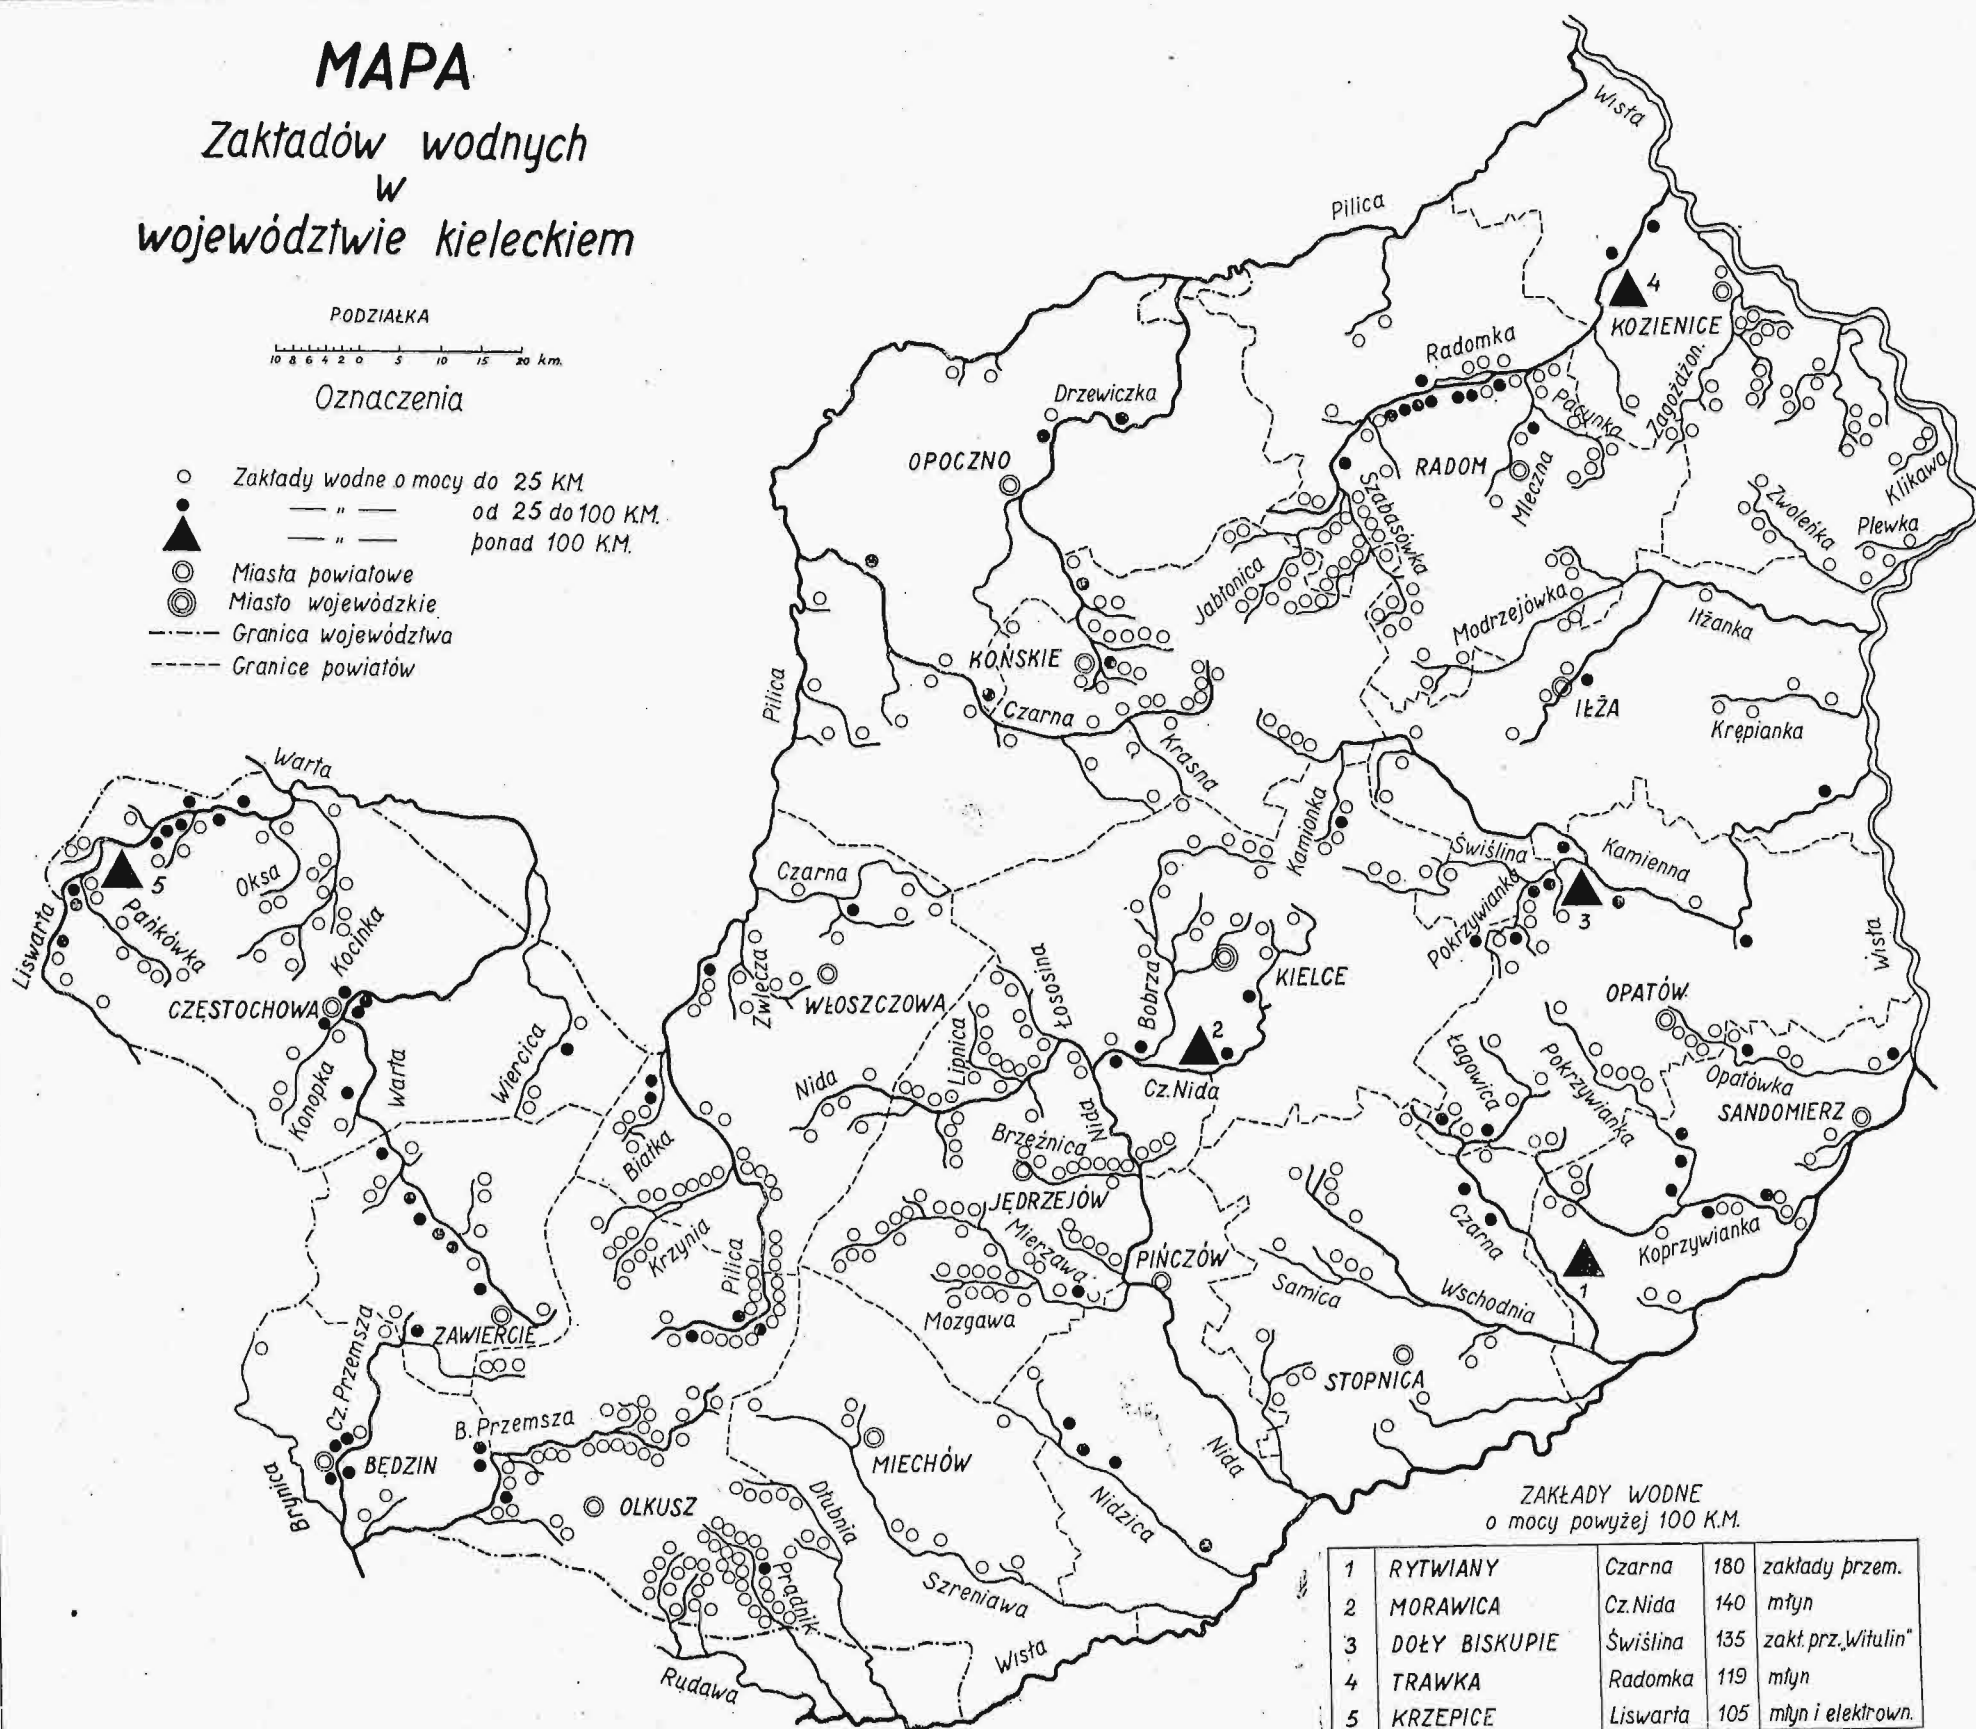 MAPA
Zakładów wodnych
w
województwie kieleckiem
PODZIAŁKA
10 8 6 4 2 0 5 10 15 20 km.
Oznaczenia
Zakłady wodne o mocy do 25 KM
— " — od 25 do 100 K.M.
— " — ponad 100 K.M.
Miasta powiatowe
Miasto wojewódzkie
Granica województwa
Granice powiatów
Wisła
Pilica
4
KOZIENICE
Radomka
Drzewiczka
Pacynka
Zagożdżon.
OPOCZNO
RADOM
Mleczna
Szabasówka
Klikawa
Zwoleńka
Plewka
Jabłonica
Modrzejówka
Iłżanka
KOŃSKIE
Pilica
Czarna
IŁŻA
Krępianka
Krasna
Warta
Kamionka
Świślina
Kamienna
Czarna
Oksa
5
Pańkówka
Kocinka
Liswarta
Pokrzywianka
3
Wisła
Zwlecza
WŁOSZCZOWA
Łososina
Bobrza
KIELCE
CZĘSTOCHOWA
OPATÓW
Lipnica
2
Wiercica
Warta
Konopka
Nida
Cz.Nida
Nida
Łagowica
Pokrzywianka
Opatówka
SANDOMIERZ
Białka
Brzeźnica
JĘDRZEJÓW
Krzynia
Pilica
Mierzawa
PIŃCZÓW
Czarna
Koprzywianka
Samica
Wschodnia
1
Mozgawa
ZAWIERCIE
Cz.Przemsza
STOPNICA
B.Przemsza
BĘDZIN
MIECHÓW
Nida
Brynica
OLKUSZ
Dłubnia
Nidzica
Prądnik
Szreniawa
Rudawa
Wisła
ZAKŁADY WODNE
o mocy powyżej 100 K.M.
1 RYTWIANY Czarna 180 zakłady przem.
2 MORAWICA Cz.Nida 140 młyn
3 DOŁY BISKUPIE Świślina 135 zakł. prz. „Witulin"
4 TRAWKA Radomka 119 młyn
5 KRZEPICE Liswarta 105 młyn i elektrown.